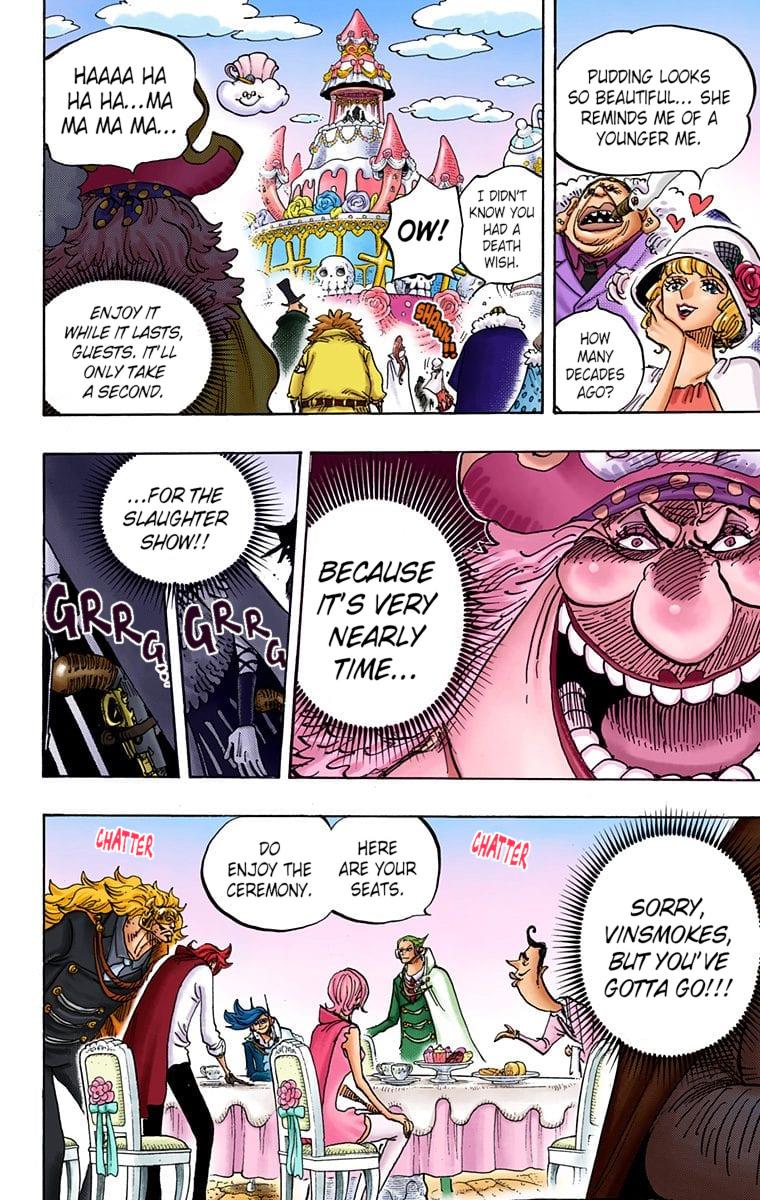 PUDDING LOOKS
SO BEAUTIFUL... SHE
REMINDS ME OF A
YOUNGER ME.
HOW
MANY
DECADES
AGO?
I DIDN'T
KNOW YOU
HAD A
DEATH
WISH.
OW!
SHANK!!
HAAAA HA
HA HA...MA
MA MA MA...
ENJOY IT
WHILE IT LASTS,
GUESTS. IT'LL
ONLY TAKE
A SECOND.
BECAUSE
IT'S VERY
NEARLY
TIME...
...FOR THE
SLAUGHTER
SHOW!!
GRRG
GRRG...
SORRY,
VINSMOKES,
BUT YOU'VE
GOTTA GO!!!
CHATTER
HERE
ARE YOUR
SEATS.
DO
ENJOY THE
CEREMONY.
CHATTER